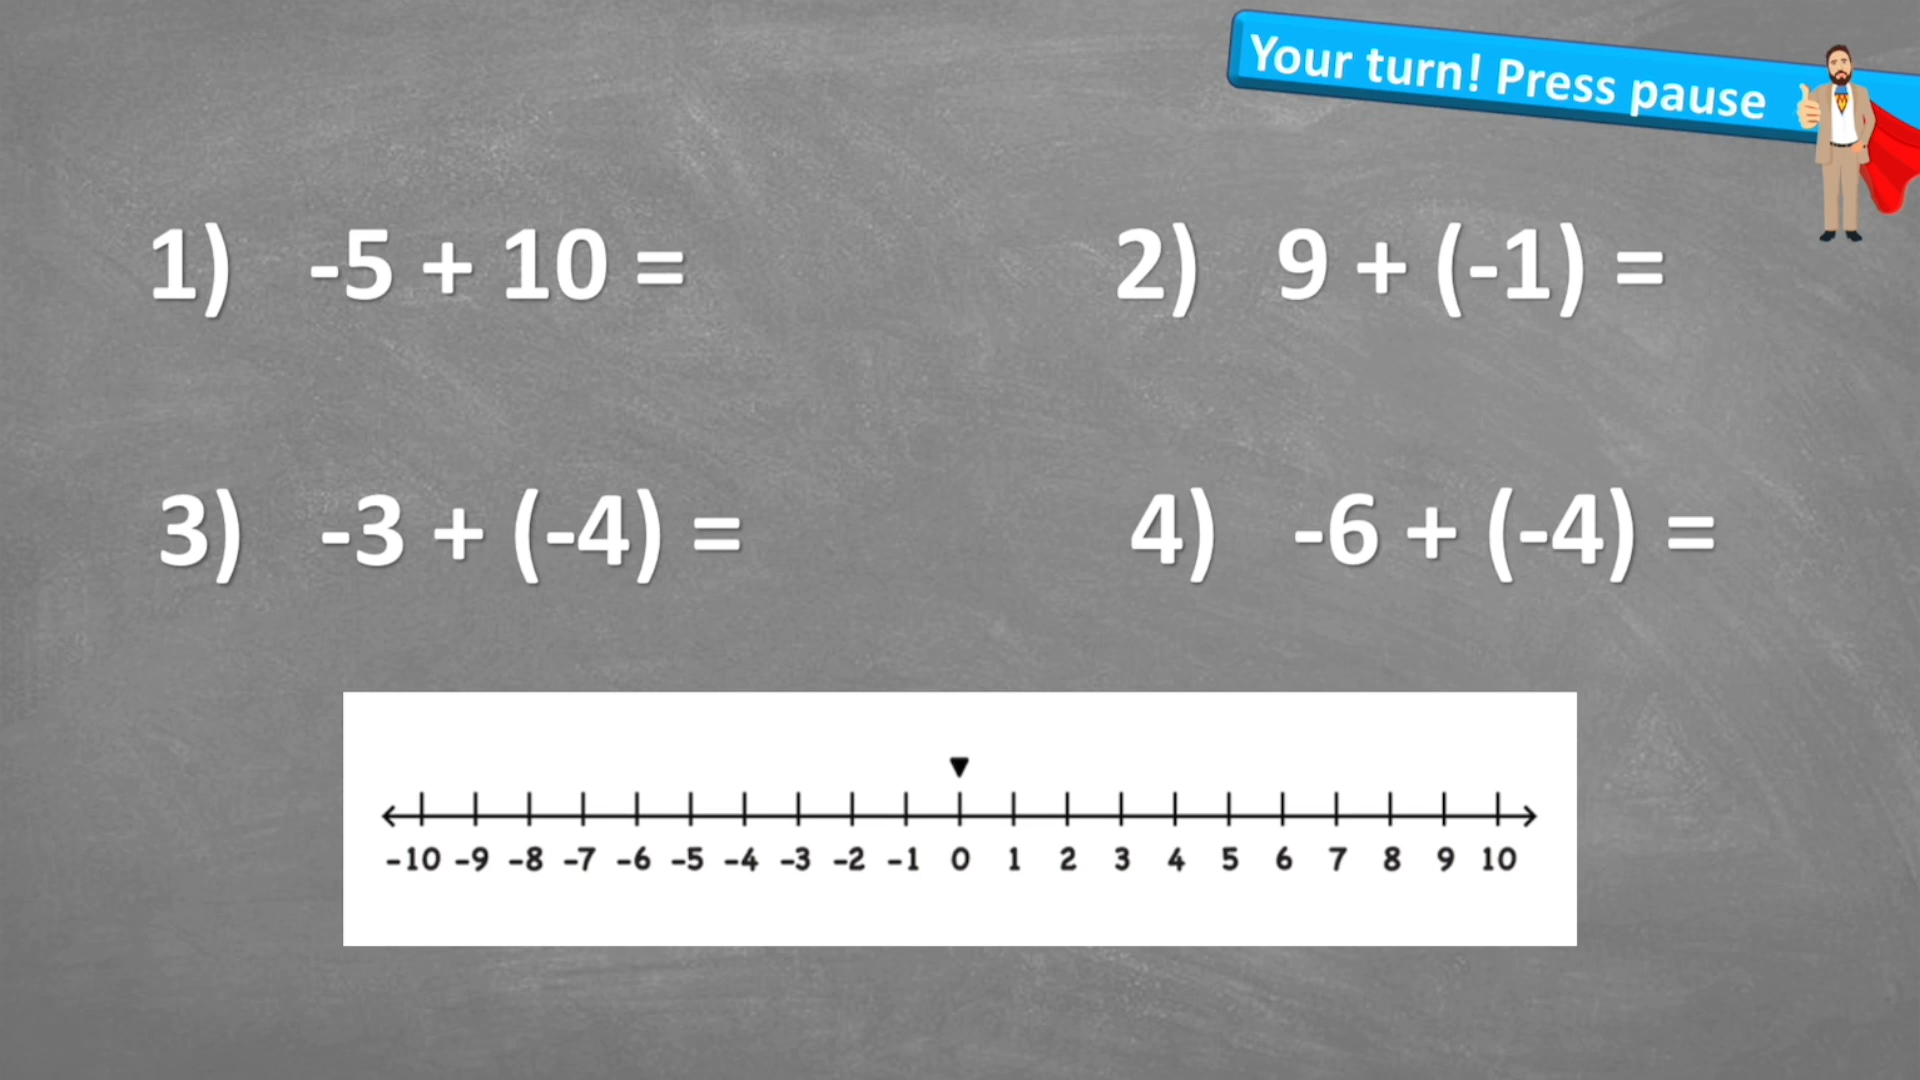 Your turn! Press pause
1) -5 + 10 =
2) 9 + (-1) =
3) -3 + (-4) =
4) -6 + (-4) =
-10 -9 -8 -7 -6 -5 -4 -3 -2 -1 0 1 2 3 4 5 6 7 8 9 10